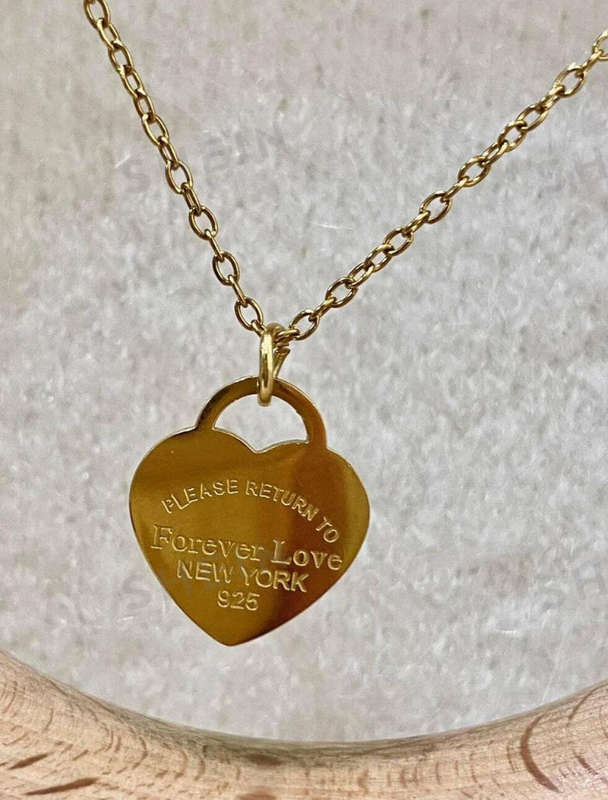 PLEASE RETURN TO
Forever Love
NEW YORK
925